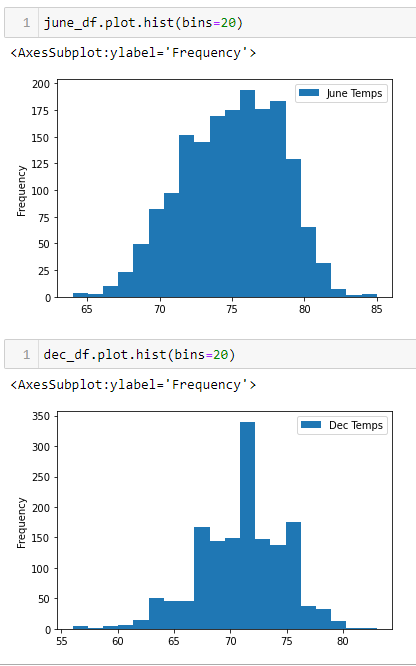 1 june_df.plot.hist(bins=20)
<AxesSubplot:ylabel='Frequency'>
200
175
150
125
100
75
50
25
0
Frequency
June Temps
65 70 75 80 85
1 dec_df.plot.hist(bins=20)
<AxesSubplot:ylabel='Frequency'>
350
300
250
200
150
100
50
0
Frequency
Dec Temps
55 60 65 70 75 80